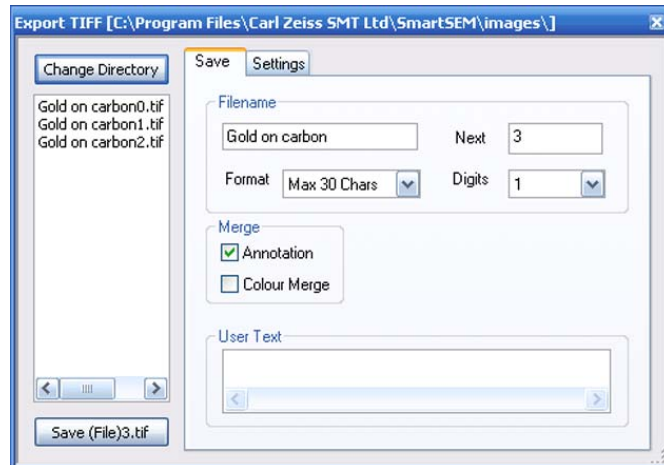 Export TIFF [C:\Program Files\Carl Zeiss SMT Ltd\SmartSEM\images\]
Change Directory
Gold on carbon0.tif
Gold on carbon1.tif
Gold on carbon2.tif
Save (File)3.tif
Save Settings
Filename
Gold on carbon Next 3
Format Max 30 Chars Digits 1
Merge
Annotation
Colour Merge
User Text